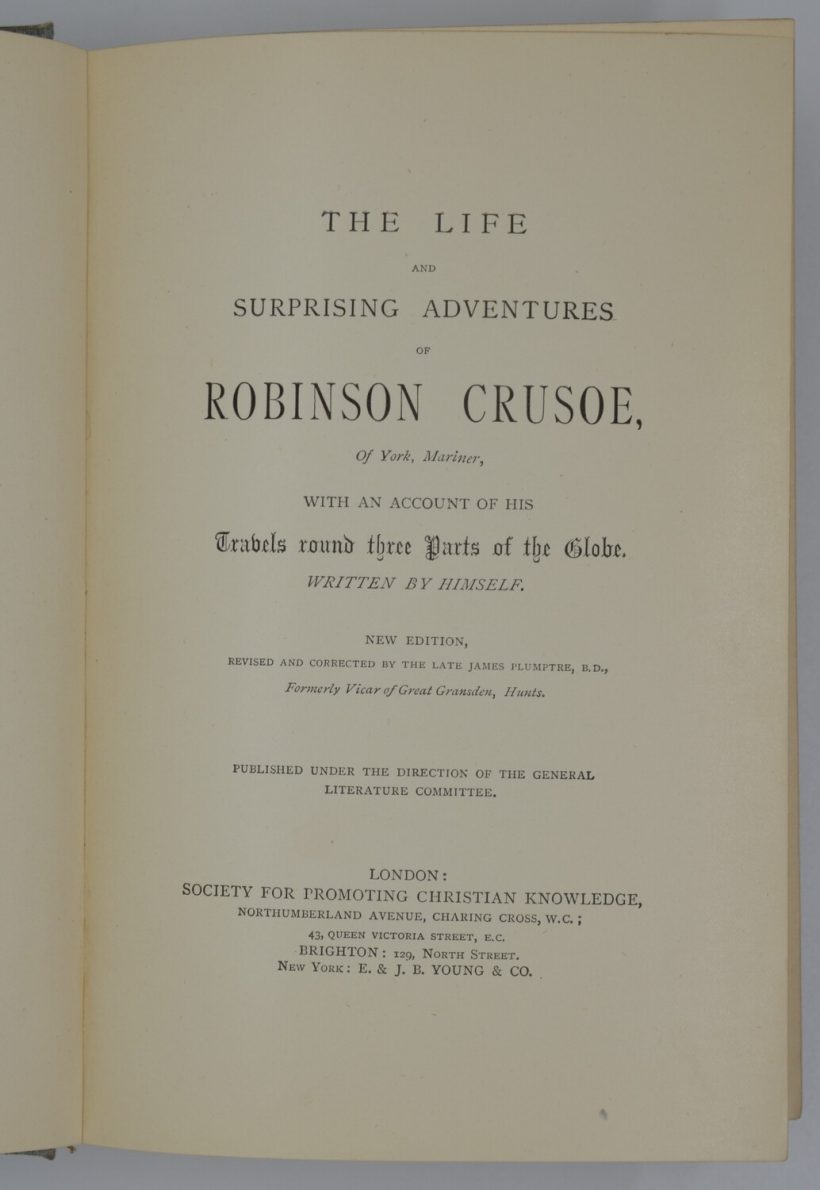 THE LIFE
AND
SURPRISING ADVENTURES
OF
ROBINSON CRUSOE,
Of York, Mariner,
WITH AN ACCOUNT OF HIS
Travels round three Parts of the Globe.
WRITTEN BY HIMSELF.
NEW EDITION,
REVISED AND CORRECTED BY THE LATE JAMES PLUMPTRE, B.D.,
Formerly Vicar of Great Gransden, Hunts.
PUBLISHED UNDER THE DIRECTION OF THE GENERAL
LITERATURE COMMITTEE.
LONDON:
SOCIETY FOR PROMOTING CHRISTIAN KNOWLEDGE,
NORTHUMBERLAND AVENUE, CHARING CROSS, W.C.;
43, QUEEN VICTORIA STREET, E.C.
BRIGHTON: 129, NORTH STREET.
NEW YORK: E. & J. B. YOUNG & CO.